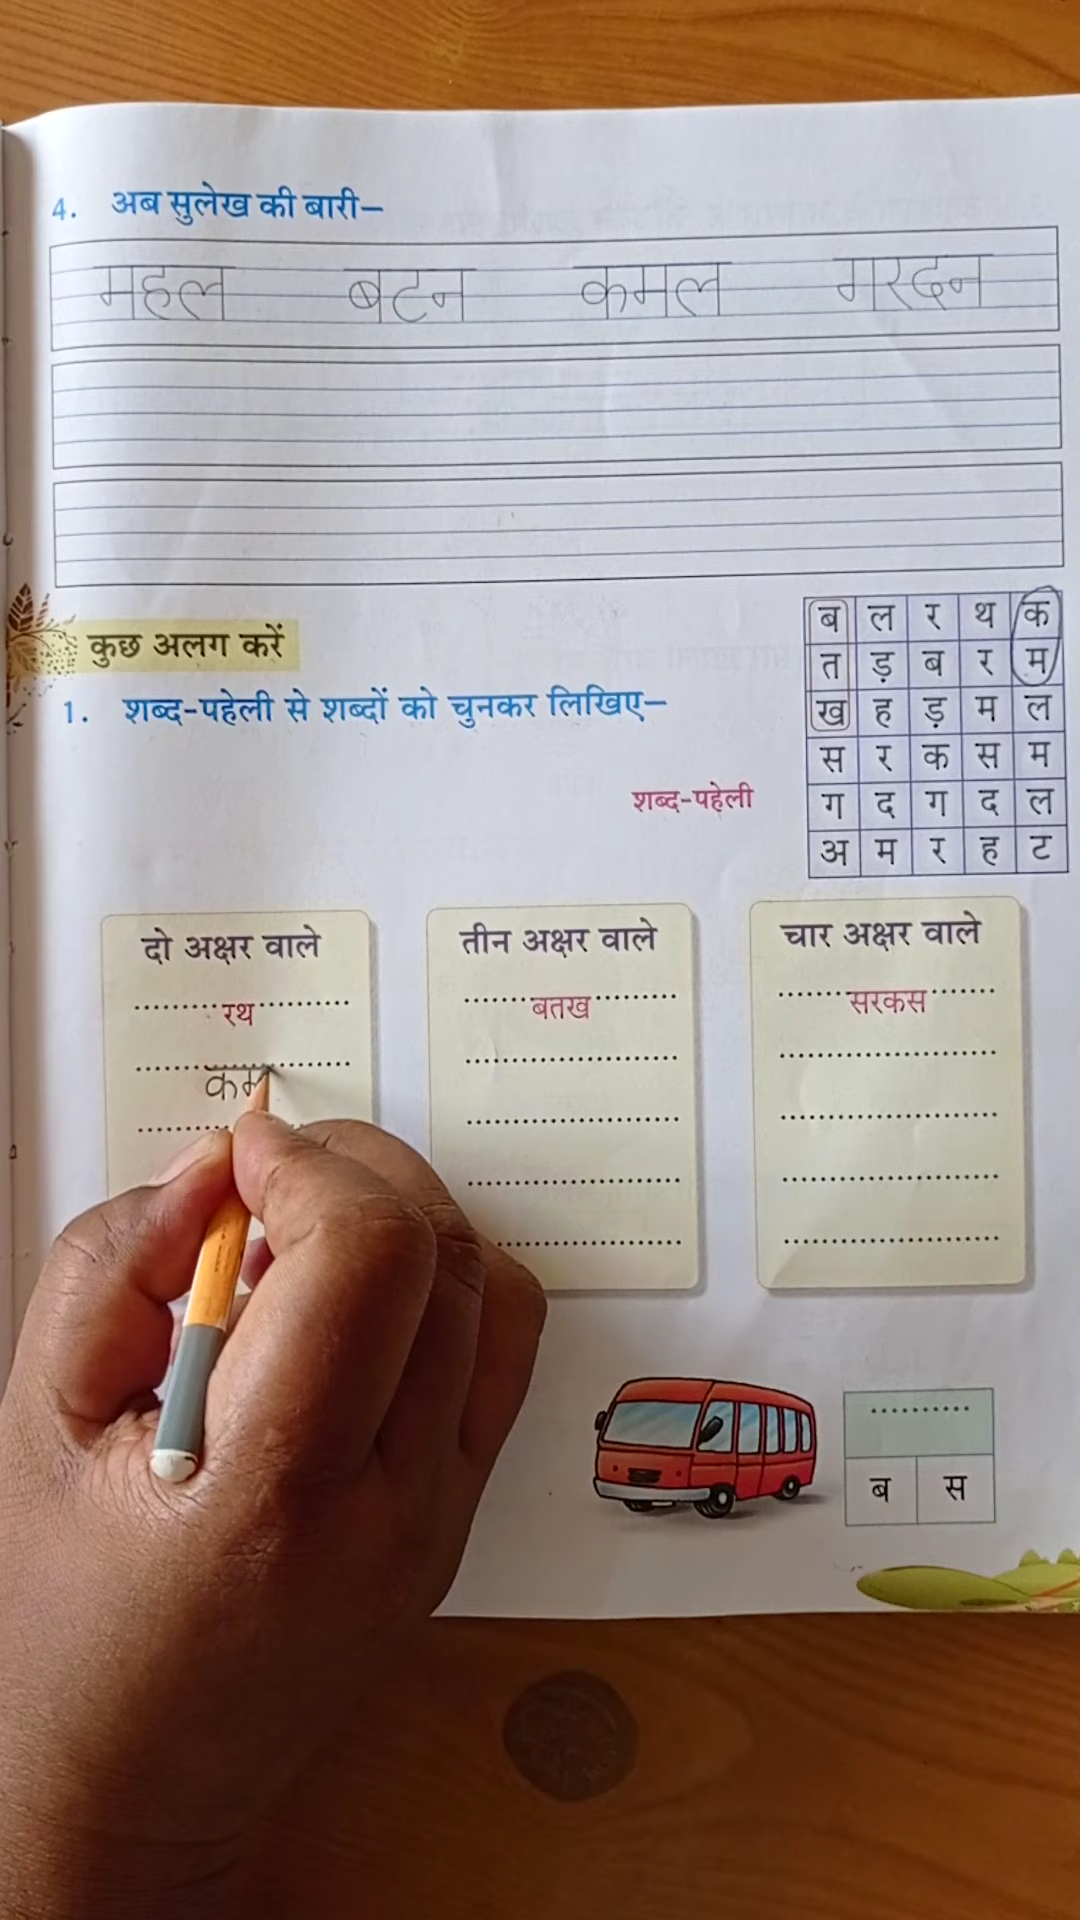 4. अब सुलेख की बारी–
महल बटन कमल गरदन
कुछ अलग करें
1. शब्द-पहेली से शब्दों को चुनकर लिखिए–
शब्द-पहेली
ब ल र थ क
त ड़ ब र म
ख ह ड़ म ल
स र क स म
ग द ग द ल
अ म र ह ट
दो अक्षर वाले
रथ
कम
तीन अक्षर वाले
बतख
चार अक्षर वाले
सरकस
ब स